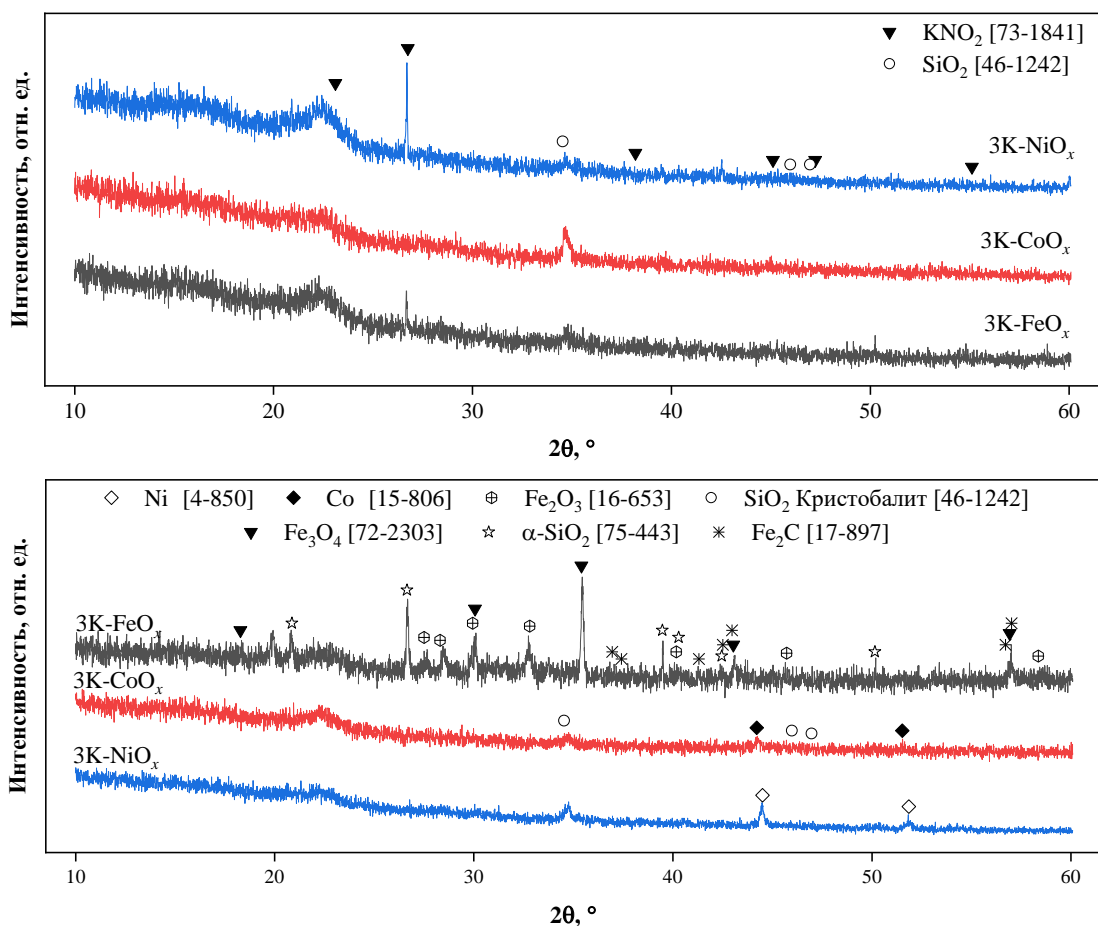 ▼ KNO₂ [73-1841]
○ SiO₂ [46-1242]
3K-NiOₓ
3K-CoOₓ
3K-FeOₓ
Интенсивность, отн. ед.
10 20 30 40 50 60
2θ, °
◇ Ni [4-850] ◆ Co [15-806] ⊕ Fe₂O₃ [16-653] ○ SiO₂ Кристобалит [46-1242]
▼ Fe₃O₄ [72-2303] ☆ α-SiO₂ [75-443] ✳ Fe₂C [17-897]
3K-FeOₓ
3K-CoOₓ
3K-NiOₓ
Интенсивность, отн. ед.
10 20 30 40 50 60
2θ, °